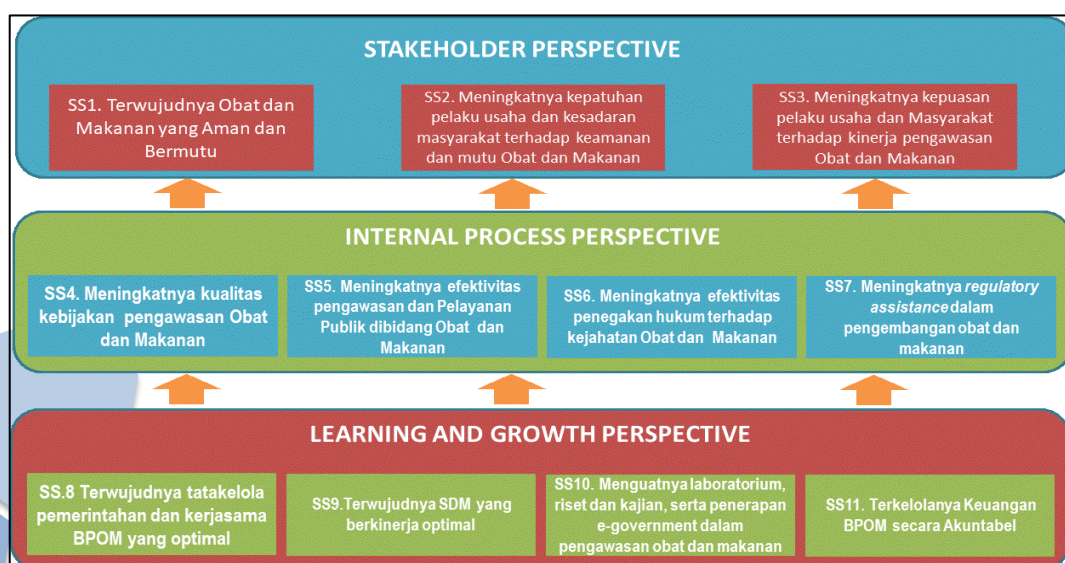 STAKEHOLDER PERSPECTIVE
SS1. Terwujudnya Obat dan
Makanan yang Aman dan
Bermutu
SS2. Meningkatnya kepatuhan
pelaku usaha dan kesadaran
masyarakat terhadap keamanan
dan mutu Obat dan Makanan
SS3. Meningkatnya kepuasan
pelaku usaha dan Masyarakat
terhadap kinerja pengawasan
Obat dan Makanan
INTERNAL PROCESS PERSPECTIVE
SS4. Meningkatnya kualitas
kebijakan pengawasan Obat
dan Makanan
SS5. Meningkatnya efektivitas
pengawasan dan Pelayanan
Publik dibidang Obat dan
Makanan
SS6. Meningkatnya efektivitas
penegakan hukum terhadap
kejahatan Obat dan Makanan
SS7. Meningkatnya regulatory
assistance dalam
pengembangan obat dan
makanan
LEARNING AND GROWTH PERSPECTIVE
SS.8 Terwujudnya tatakelola
pemerintahan dan kerjasama
BPOM yang optimal
SS9.Terwujudnya SDM yang
berkinerja optimal
SS10. Menguatnya laboratorium,
riset dan kajian, serta penerapan
e-government dalam
pengawasan obat dan makanan
SS11. Terkelolanya Keuangan
BPOM secara Akuntabel